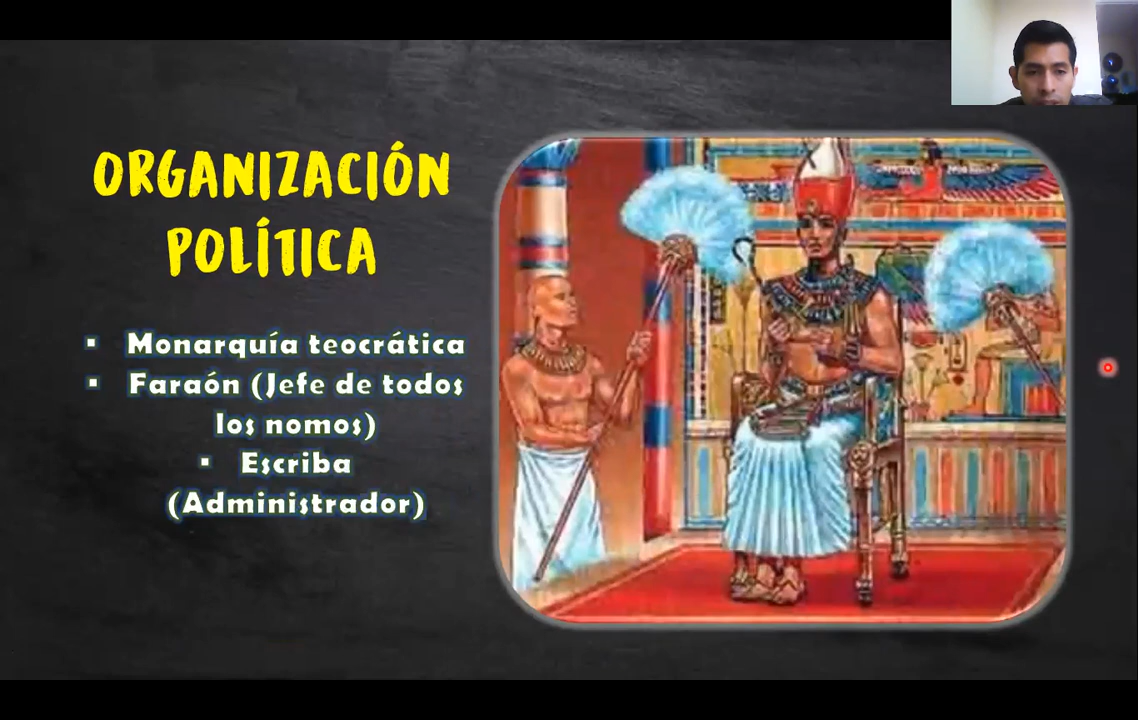 ORGANIZACIÓN
POLÍTICA
▪ Monarquía teocrática
▪ Faraón (Jefe de todos
los nomos)
▪ Escriba
(Administrador)